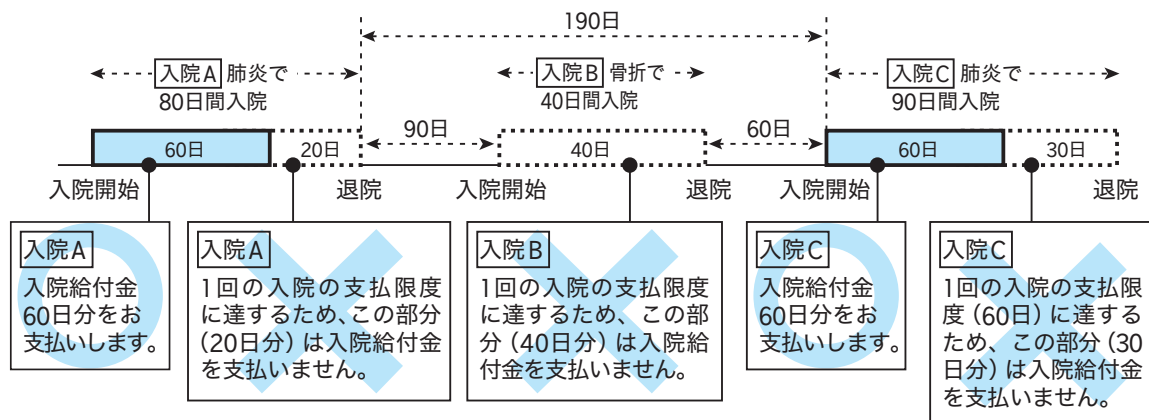 190日
入院A 肺炎で
80日間入院
入院B 骨折で
40日間入院
入院C 肺炎で
90日間入院
90日
60日
60日
20日
40日
60日
30日
入院開始
退院
入院開始
退院
入院開始
退院
入院A
入院給付金
60日分をお
支払いします。
入院A
1回の入院の支払限度
に達するため、この部分
(20日分)は入院給付金
を支払いません。
入院B
1回の入院の支払限度
に達するため、この部
分(40日分)は入院給
付金を支払いません。
入院C
入院給付金
60日分をお
支払いします。
入院C
1回の入院の支払限
度(60日)に達する
ため、この部分(30
日分)は入院給付金
を支払いません。